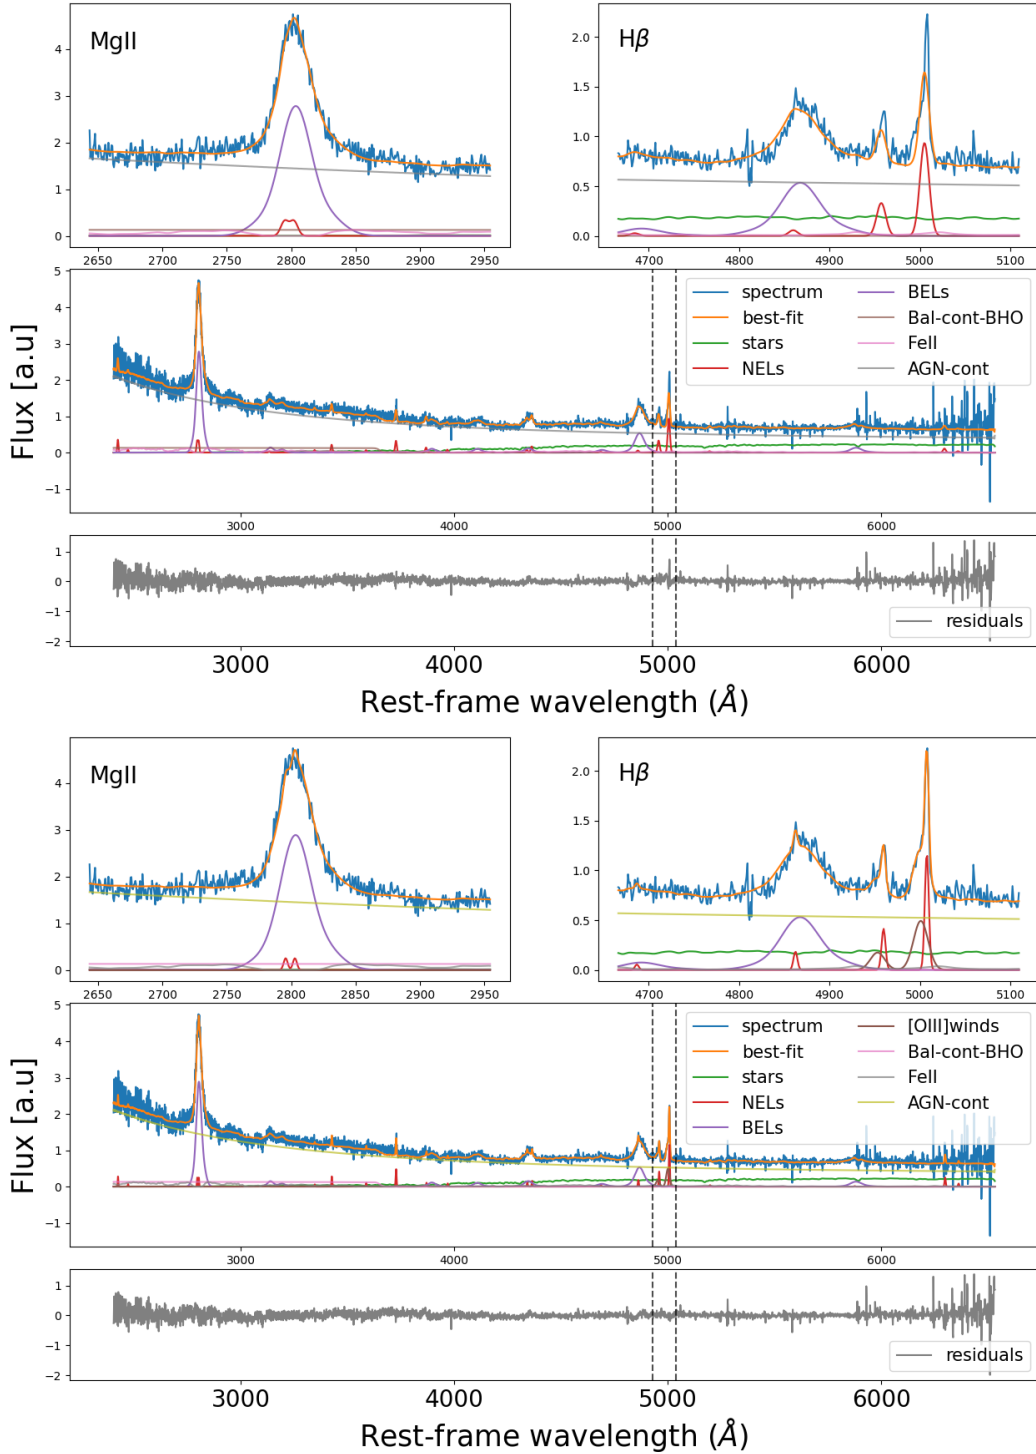 MgII
4
3
2
1
0
2650 2700 2750 2800 2850 2900 2950
Hβ
2.0
1.5
1.0
0.5
0.0
4700 4800 4900 5000 5100
Flux [a.u]
5
4
3
2
1
0
−1
spectrum
best-fit
stars
NELs
BELs
Bal-cont-BHO
FeII
AGN-cont
3000 4000 5000 6000
1
0
−1
−2
residuals
3000 4000 5000 6000
Rest-frame wavelength (Å)
MgII
4
3
2
1
0
2650 2700 2750 2800 2850 2900 2950
Hβ
2.0
1.5
1.0
0.5
0.0
4700 4800 4900 5000 5100
Flux [a.u]
5
4
3
2
1
0
−1
spectrum
best-fit
stars
NELs
BELs
[OIII]winds
Bal-cont-BHO
FeII
AGN-cont
3000 4000 5000 6000
1
0
−1
−2
residuals
3000 4000 5000 6000
Rest-frame wavelength (Å)